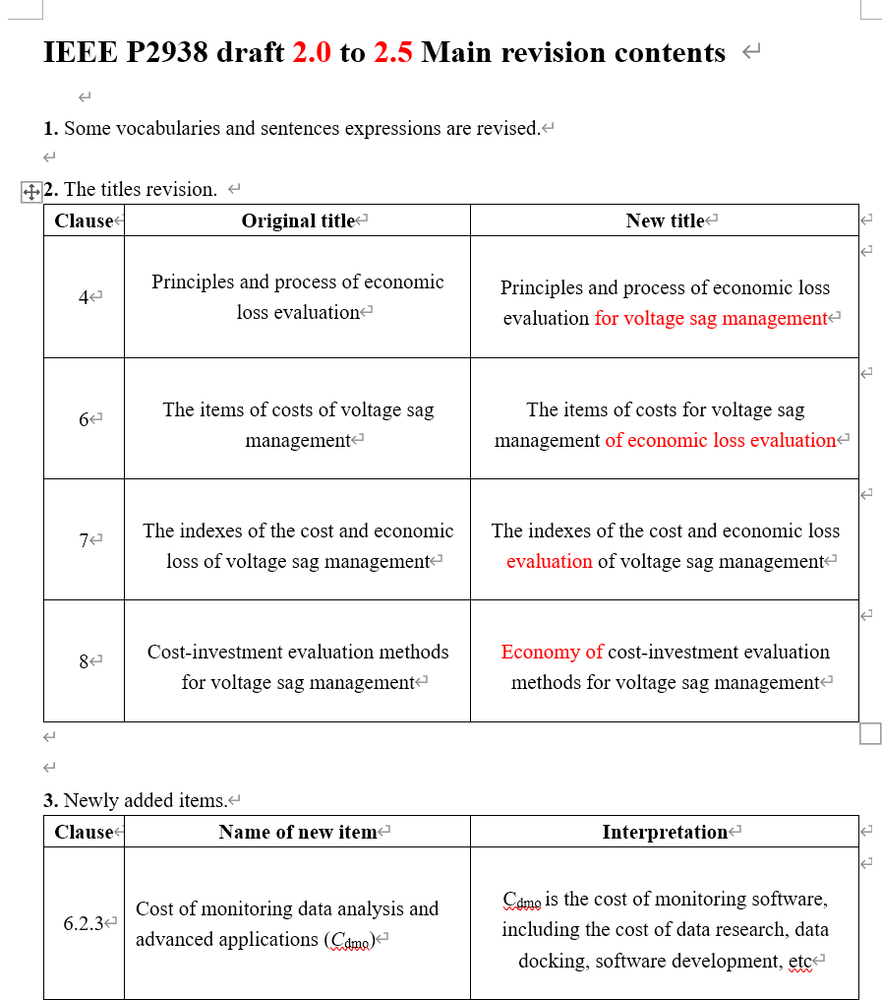 IEEE P2938 draft 2.0 to 2.5 Main revision contents
1. Some vocabularies and sentences expressions are revised.
2. The titles revision.
Clause Original title New title
4
Principles and process of economic
loss evaluation
Principles and process of economic loss
evaluation for voltage sag management
6
The items of costs of voltage sag
management
The items of costs for voltage sag
management of economic loss evaluation
7
The indexes of the cost and economic
loss of voltage sag management
The indexes of the cost and economic loss
evaluation of voltage sag management
8
Cost-investment evaluation methods
for voltage sag management
Economy of cost-investment evaluation
methods for voltage sag management
3. Newly added items.
Clause Name of new item Interpretation
6.2.3
Cost of monitoring data analysis and
advanced applications (Cdmo)
Cdmo is the cost of monitoring software,
including the cost of data research, data
docking, software development, etc